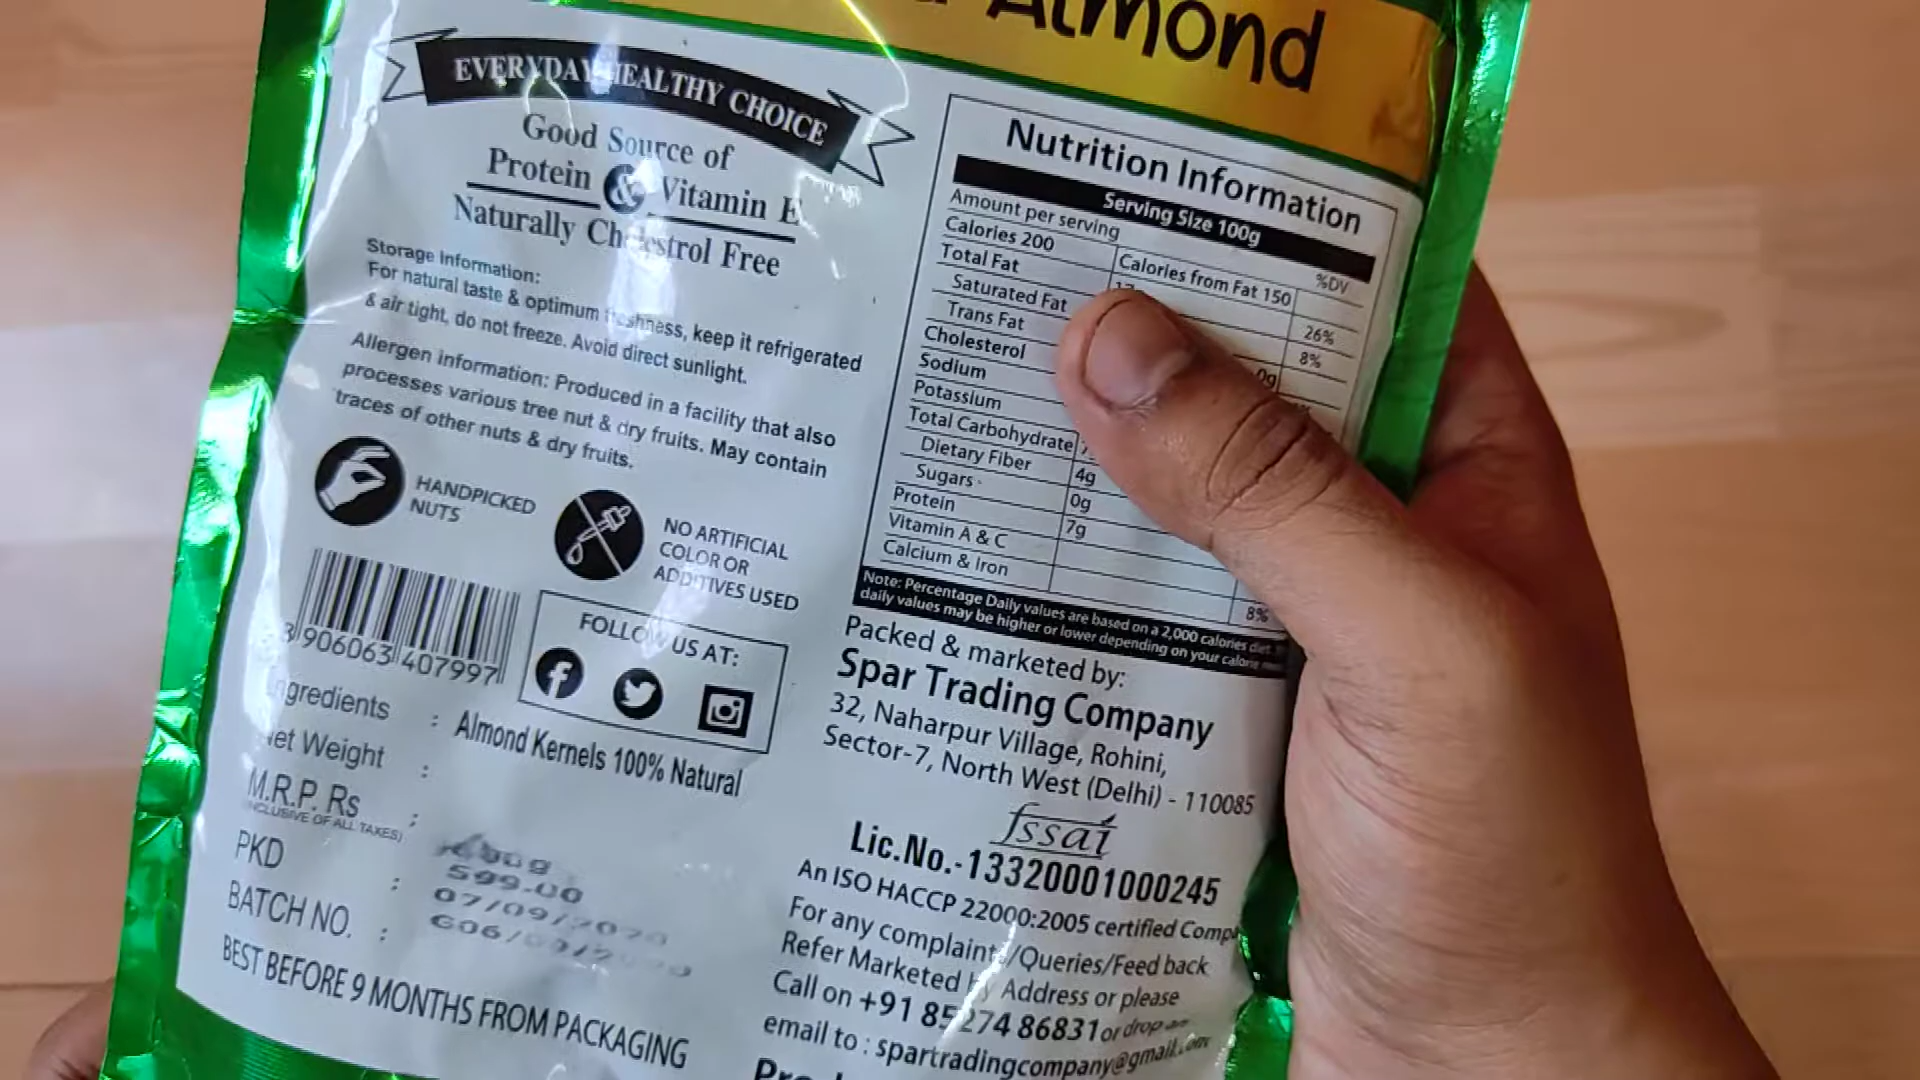 Almond
EVERYDAY HEALTHY CHOICE
Good Source of
Protein & Vitamin E
Naturally Cholestrol Free
Storage Information:
For natural taste & optimum freshness, keep it refrigerated
& air tight, do not freeze. Avoid direct sunlight.
Allergen information: Produced in a facility that also
processes various tree nut & dry fruits. May contain
traces of other nuts & dry fruits.
HANDPICKED
NUTS
NO ARTIFICIAL
COLOR OR
ADDITIVES USED
3 906063 407997
FOLLOW US AT:
Ingredients : Almond Kernels 100% Natural
Net Weight :
M.R.P. Rs : 599.00
(INCLUSIVE OF ALL TAXES)
PKD : 07/09/2020
BATCH NO. :
BEST BEFORE 9 MONTHS FROM PACKAGING
Nutrition Information
Serving Size 100g
Amount per serving %DV
Calories 200 Calories from Fat 150
Total Fat 26%
Saturated Fat 8%
Trans Fat 0g
Cholesterol
Sodium
Potassium
Total Carbohydrate
Dietary Fiber 4g
Sugars 0g
Protein 7g
Vitamin A & C
Calcium & Iron 8%
Note: Percentage Daily values are based on a 2,000 calories diet.
daily values may be higher or lower depending on your calorie
Packed & marketed by:
Spar Trading Company
32, Naharpur Village, Rohini,
Sector-7, North West (Delhi) - 110085
fssai
Lic.No.-13320001000245
An ISO HACCP 22000:2005 certified
For any complaints/Queries/Feed back
Refer Marketed by Address or please
Call on +91 85274 86831 or drop an
email to : spartradingcompany@gmail.com